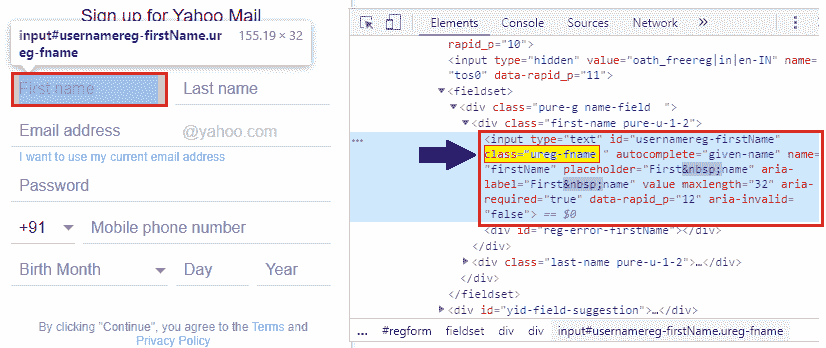 Sign up for Yahoo Mail
input#usernamereg-firstName.ureg-fname 155.19 × 32
First name
Last name
Email address
@yahoo.com
I want to use my current email address
Password
+91
Mobile phone number
Birth Month
Day
Year
By clicking "Continue", you agree to the Terms and
Privacy Policy
Elements
Console
Sources
»
rapid_p="10">
<input type="hidden" value="oath_freereg|in|en-IN" name=
"tos0" data-rapid_p="11">
<fieldset>
<div class="pure-g name-field  ">
<div class="first-name pure-u-1-2">
...
<input type="text" id="usernamereg-firstName"
class="ureg-fname " autocomplete="given-name" name=
"firstName" placeholder="First&nbsp;name" aria-
label="First&nbsp;name" value maxlength="32" aria-
required="true" data-rapid_p="12" aria-invalid=
"false"> == $0
<div id="reg-error-firstName"></div>
</div>
<div class="last-name pure-u-1-2">…</div>
</div>
</fieldset>
<div id="yid-field-suggestion">…</div>
... #regform fieldset div div input#usernamereg-firstName.ureg-fname